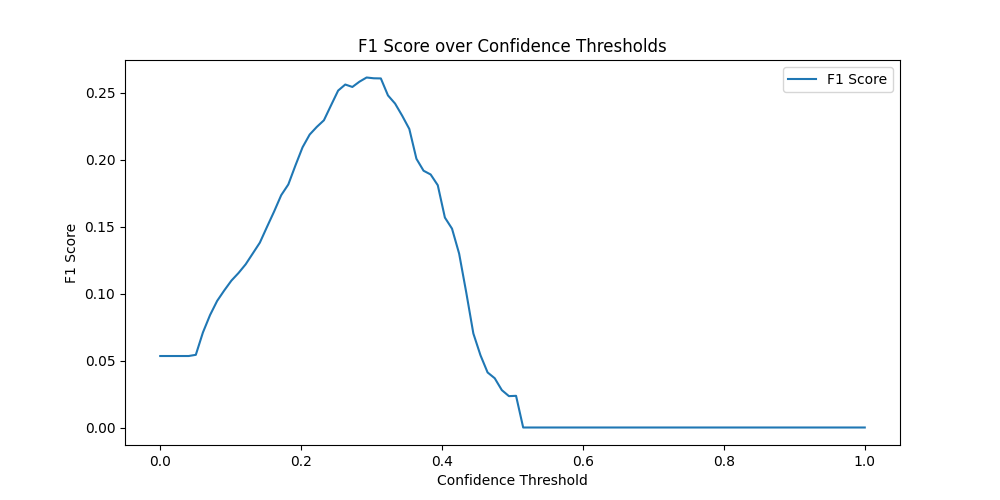 F1 Score over Confidence Thresholds
F1 Score
0.25
0.20
0.15
0.10
0.05
0.00
F1 Score
0.0 0.2 0.4 0.6 0.8 1.0
Confidence Threshold